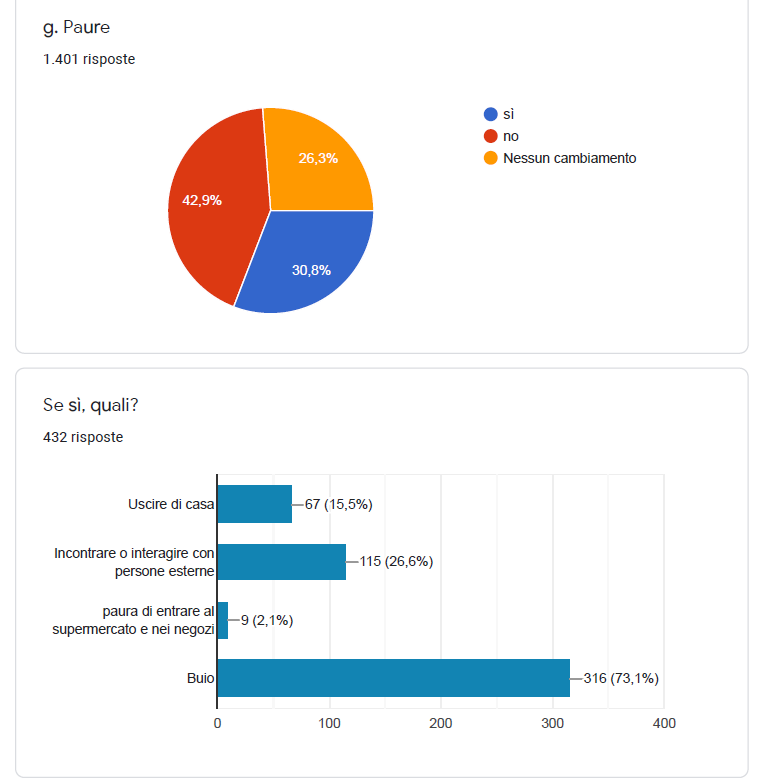 g. Paure
1.401 risposte
sì
no
Nessun cambiamento
26,3%
42,9%
30,8%
Se sì, quali?
432 risposte
Uscire di casa
67 (15,5%)
Incontrare o interagire con
persone esterne
115 (26,6%)
paura di entrare al
supermercato e nei negozi
9 (2,1%)
Buio
316 (73,1%)
0 100 200 300 400